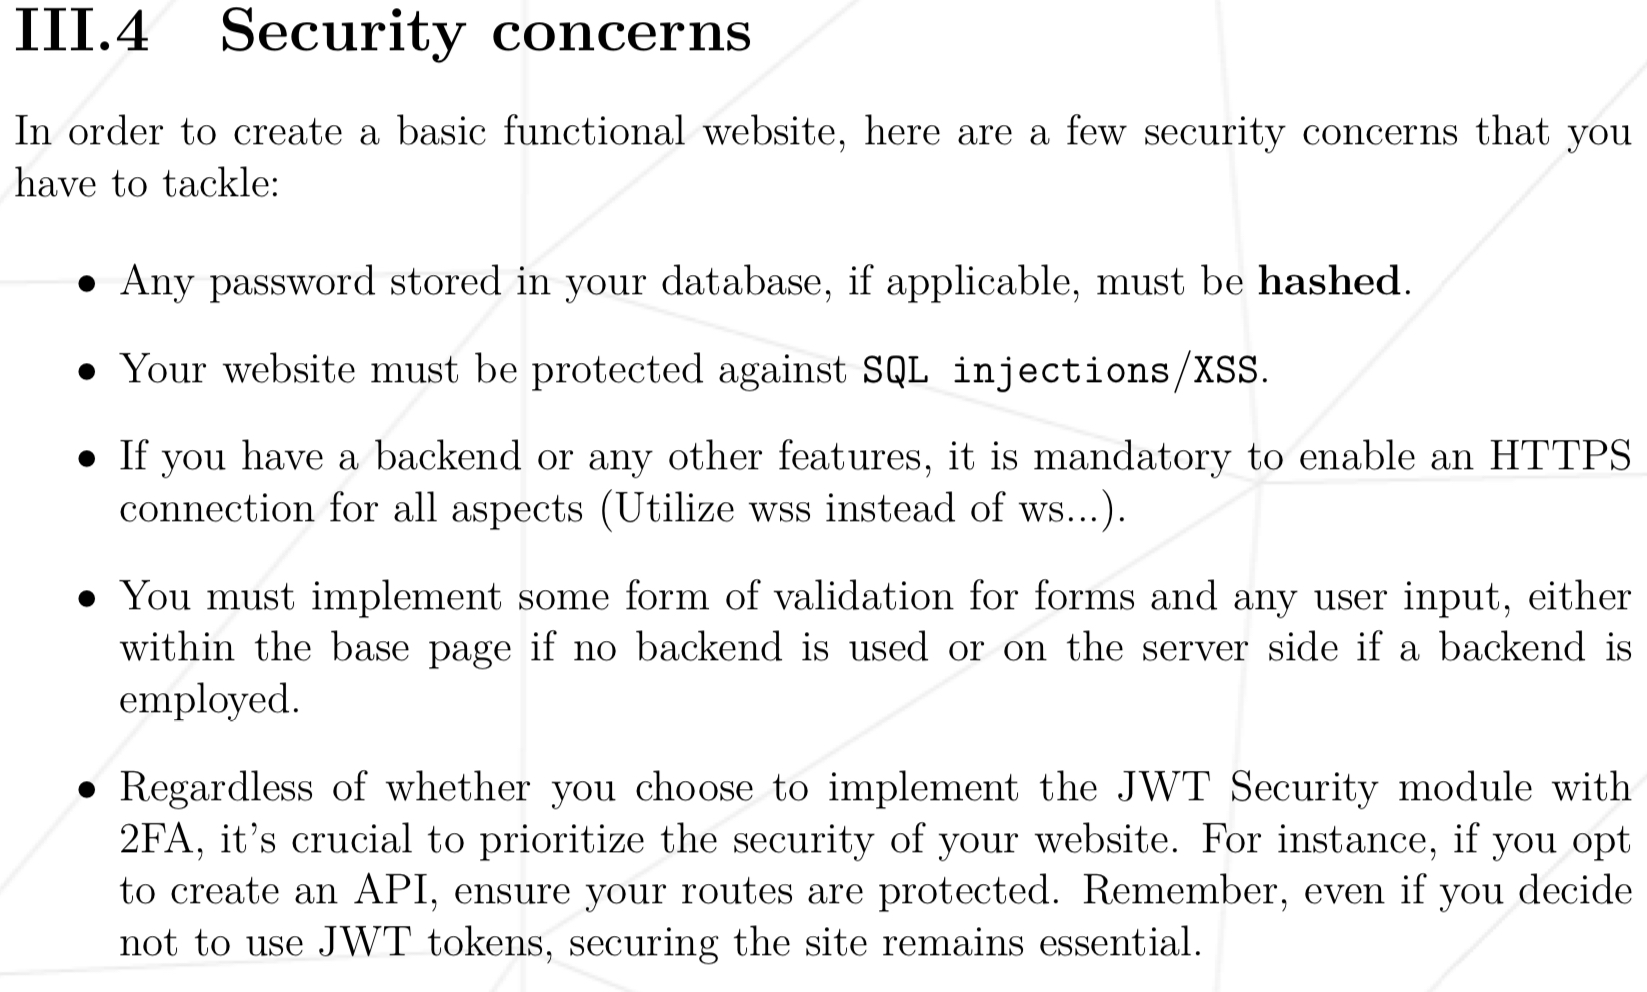 III.4 Security concerns
In order to create a basic functional website, here are a few security concerns that you
have to tackle:
• Any password stored in your database, if applicable, must be hashed.
• Your website must be protected against SQL injections/XSS.
• If you have a backend or any other features, it is mandatory to enable an HTTPS
connection for all aspects (Utilize wss instead of ws...).
• You must implement some form of validation for forms and any user input, either
within the base page if no backend is used or on the server side if a backend is
employed.
• Regardless of whether you choose to implement the JWT Security module with
2FA, it's crucial to prioritize the security of your website. For instance, if you opt
to create an API, ensure your routes are protected. Remember, even if you decide
not to use JWT tokens, securing the site remains essential.